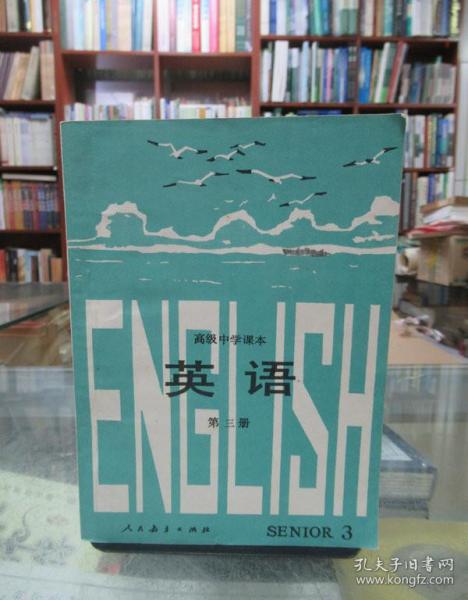 ENGLISH
高级中学课本
英语
第三册
人民教育出版社
SENIOR 3
孔夫子旧书网
www.kongfz.com